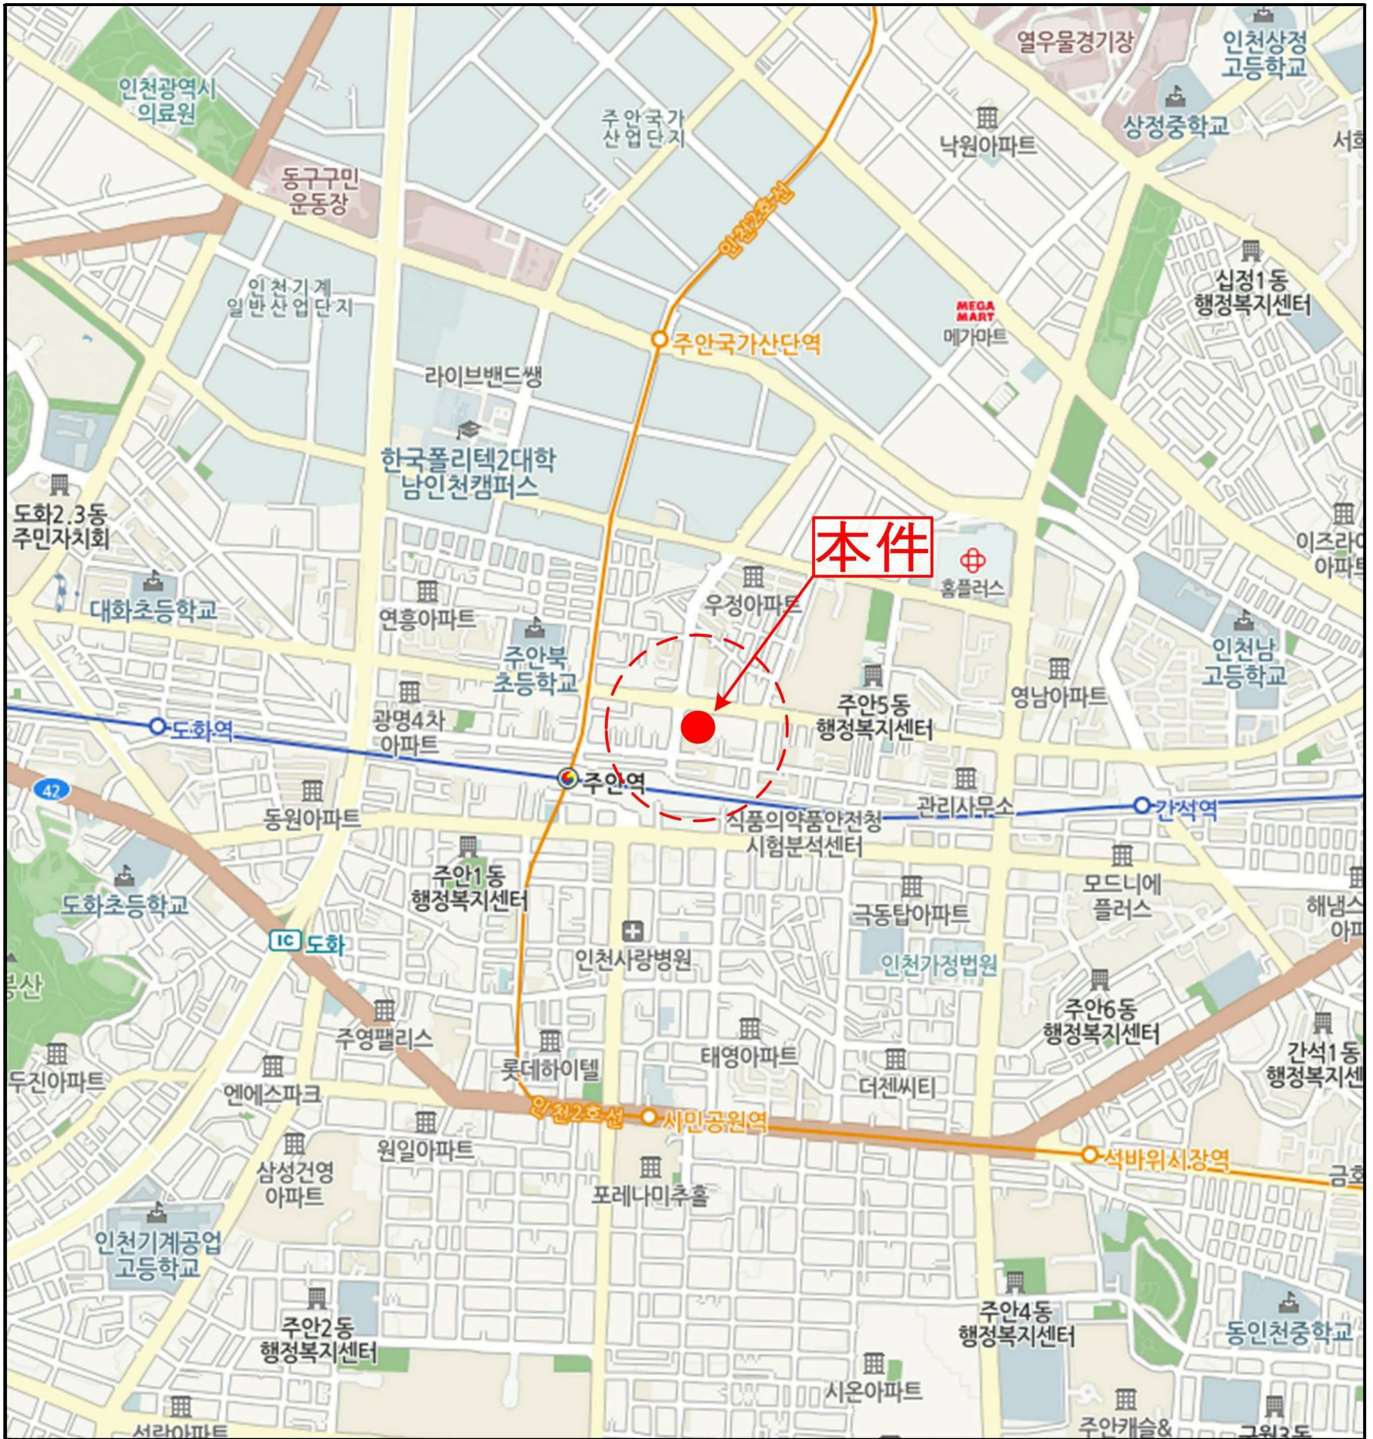 열우물경기장
인천상정
고등학교
인천광역시
의료원
주안국가
산업단지
상정중학교
낙원아파트
동구구민
운동장
인천2호선
십정1동
행정복지센터
인천기계
일반산업단지
MEGA
MART
메가마트
주안국가산단역
라이브밴드쌩
한국폴리텍2대학
남인천캠퍼스
도화2.3동
주민자치회
本件
홈플러스
대화초등학교
연흥아파트
우정아파트
주안북
초등학교
인천남
고등학교
영남아파트
광명4차
아파트
주안5동
행정복지센터
도화역
주안역
42
동원아파트
관리사무소
간석역
식품의약품안전청
시험분석센터
주안1동
행정복지센터
모드니에
플러스
도화초등학교
극동탑아파트
IC 도화
인천사랑병원
인천가정법원
주안6동
행정복지센터
주영팰리스
태영아파트
롯데하이텔
더젠씨티
간석1동
두진아파트
엔에스파크
인천2호선
시민공원역
원일아파트
석바위시장역
삼성건영
아파트
포레나미추홀
인천기계공업
고등학교
주안2동
행정복지센터
주안4동
행정복지센터
동인천중학교
시온아파트
주안캐슬&